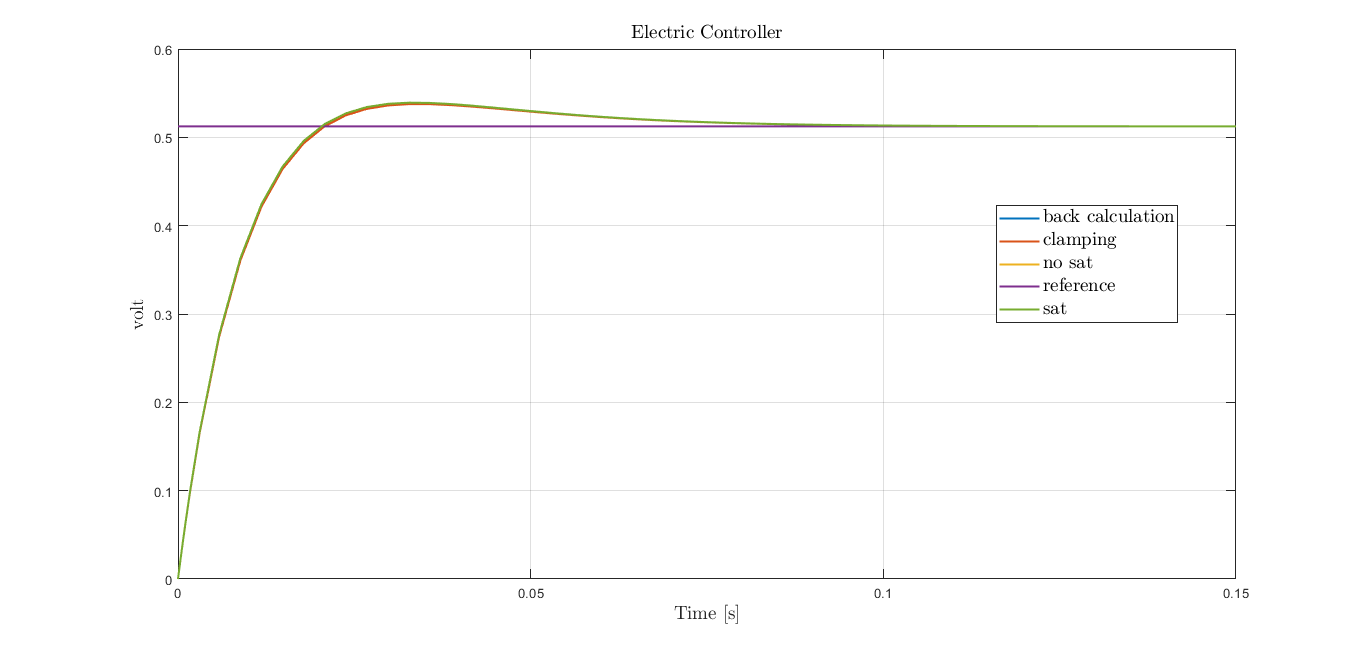 Electric Controller
0.6
0.5
0.4
0.3
0.2
0.1
0
volt
back calculation
clamping
no sat
reference
sat
0
0.05
0.1
0.15
Time [s]